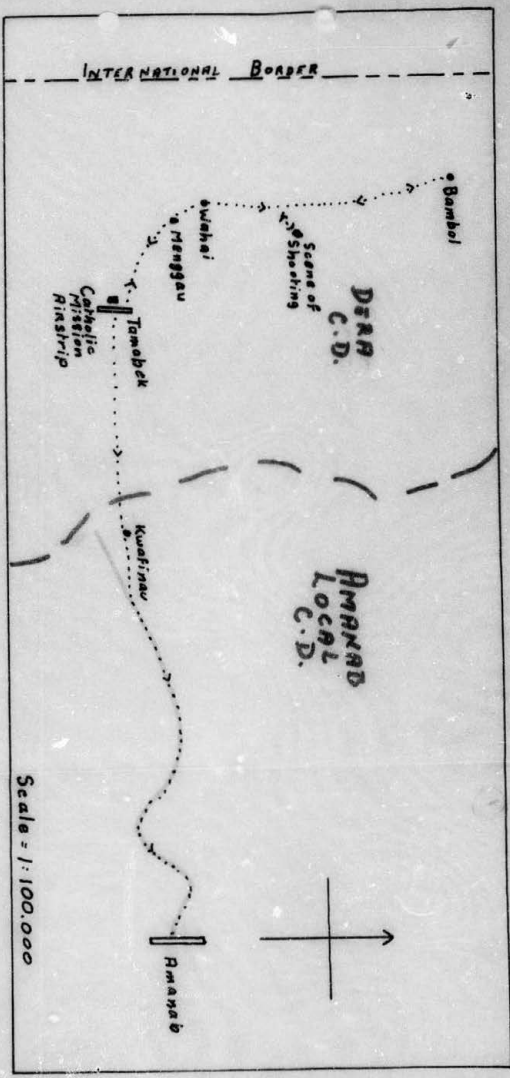 INTERNATIONAL BORDER
Bambol
Wahai
Menggau
Scene of
Shooting
DERA
C.D.
Tamabek
Catholic
Mission
Airstrip
Kwafinau
AMANAB
LOCAL
C.D.
Amanab
Scale = 1:100.000